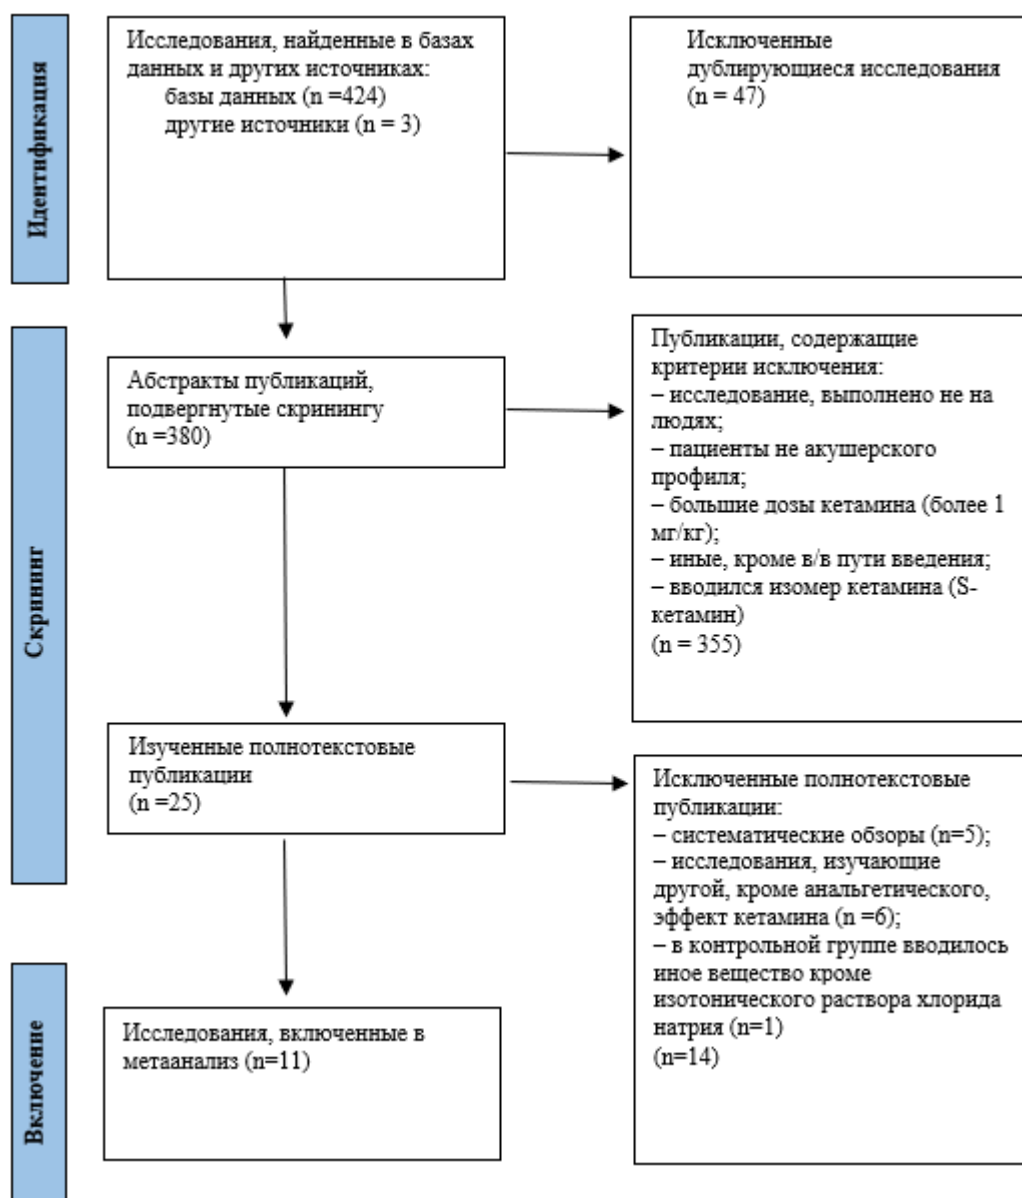 Идентификация
Исследования, найденные в базах
данных и других источниках:
базы данных (n =424)
другие источники (n = 3)
Исключенные
дублирующиеся исследования
(n = 47)
Скрининг
Абстракты публикаций,
подвергнутые скринингу
(n =380)
Публикации, содержащие
критерии исключения:
– исследование, выполнено не на
людях;
– пациенты не акушерского
профиля;
– большие дозы кетамина (более 1
мг/кг);
– иные, кроме в/в пути введения;
– вводился изомер кетамина (S-
кетамин)
(n = 355)
Изученные полнотекстовые
публикации
(n =25)
Исключенные полнотекстовые
публикации:
– систематические обзоры (n=5);
– исследования, изучающие
другой, кроме анальгетического,
эффект кетамина (n =6);
– в контрольной группе вводилось
иное вещество кроме
изотонического раствора хлорида
натрия (n=1)
(n=14)
Включение
Исследования, включенные в
метаанализ (n=11)